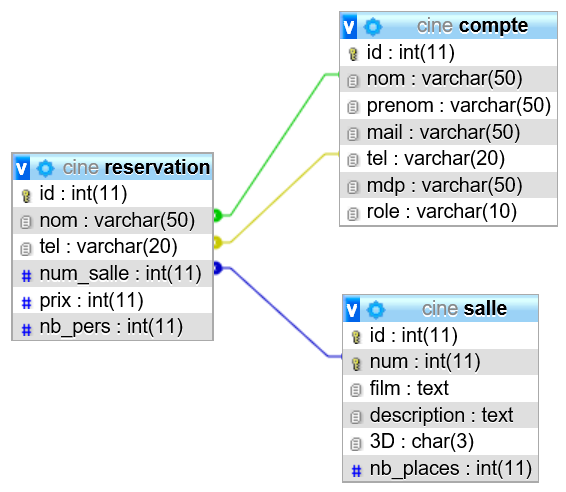 v cine compte
id : int(11)
nom : varchar(50)
prenom : varchar(50)
mail : varchar(50)
tel : varchar(20)
mdp : varchar(50)
role : varchar(10)
v cine reservation
id : int(11)
nom : varchar(50)
tel : varchar(20)
# num_salle : int(11)
# prix : int(11)
# nb_pers : int(11)
v cine salle
id : int(11)
num : int(11)
film : text
description : text
3D : char(3)
# nb_places : int(11)